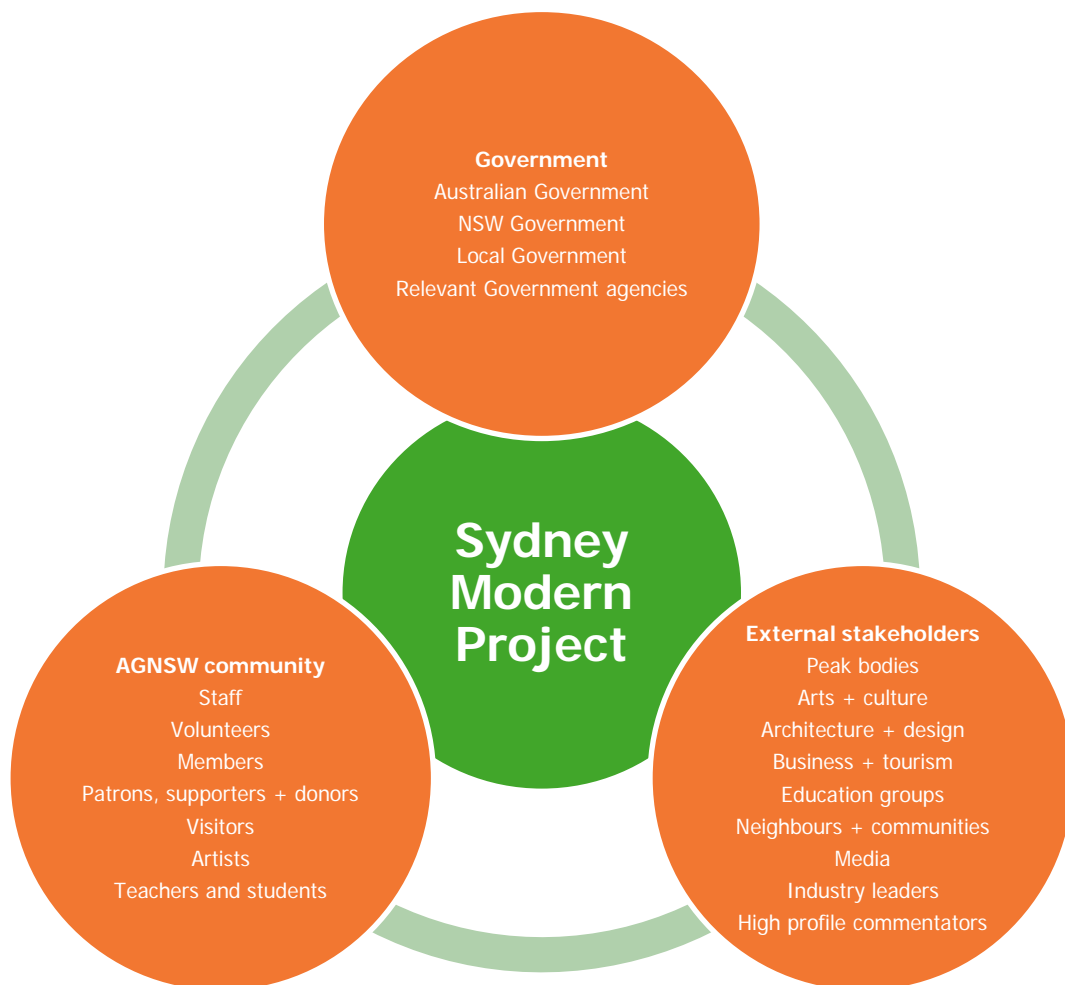 Government
Australian Government
NSW Government
Local Government
Relevant Government agencies
Sydney
Modern
Project
AGNSW community
Staff
Volunteers
Members
Patrons, supporters + donors
Visitors
Artists
Teachers and students
External stakeholders
Peak bodies
Arts + culture
Architecture + design
Business + tourism
Education groups
Neighbours + communities
Media
Industry leaders
High profile commentators